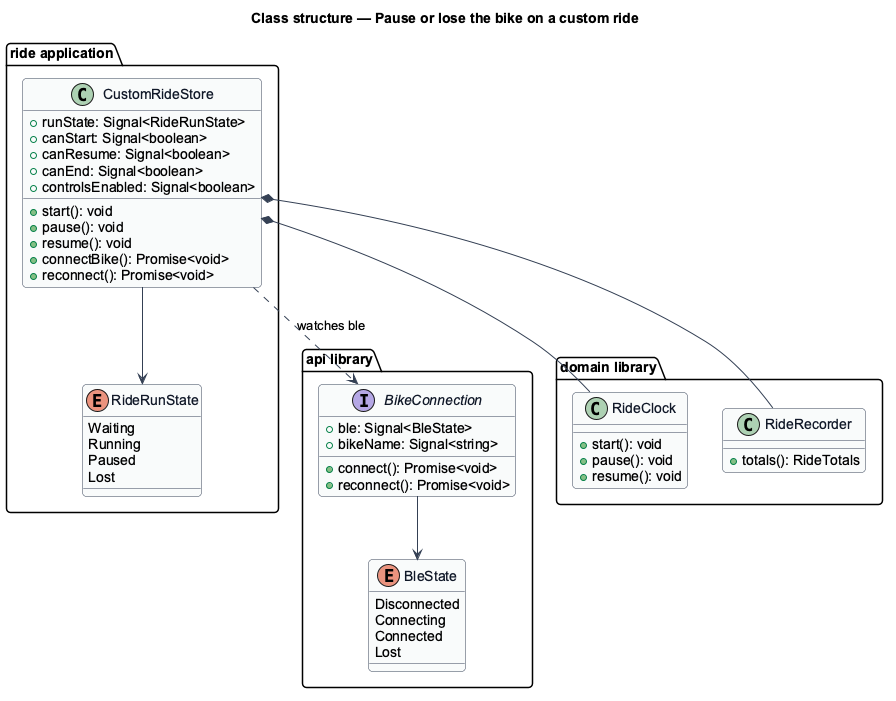 Class structure — Pause or lose the bike on a custom ride
ride application
C CustomRideStore
runState: Signal<RideRunState>
canStart: Signal<boolean>
canResume: Signal<boolean>
canEnd: Signal<boolean>
controlsEnabled: Signal<boolean>
start(): void
pause(): void
resume(): void
connectBike(): Promise<void>
reconnect(): Promise<void>
watches ble
E RideRunState
Waiting
Running
Paused
Lost
api library
I BikeConnection
ble: Signal<BleState>
bikeName: Signal<string>
connect(): Promise<void>
reconnect(): Promise<void>
E BleState
Disconnected
Connecting
Connected
Lost
domain library
C RideClock
start(): void
pause(): void
resume(): void
C RideRecorder
totals(): RideTotals